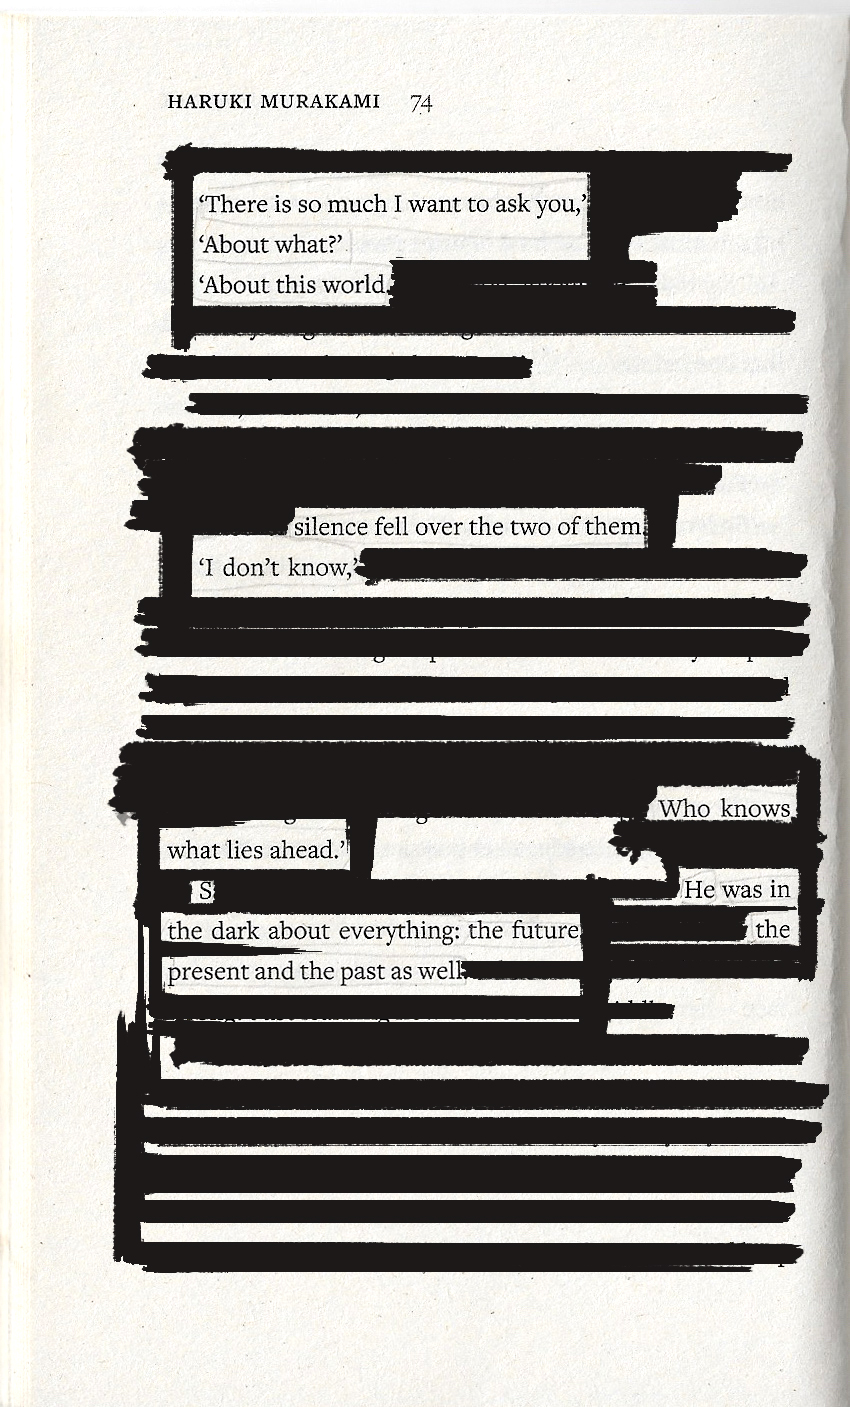 HARUKI MURAKAMI 74
‘There is so much I want to ask you,’
‘About what?’
‘About this world
silence fell over the two of them
‘I don’t know,’
Who knows
what lies ahead.’
S He was in
the dark about everything: the future the
present and the past as well